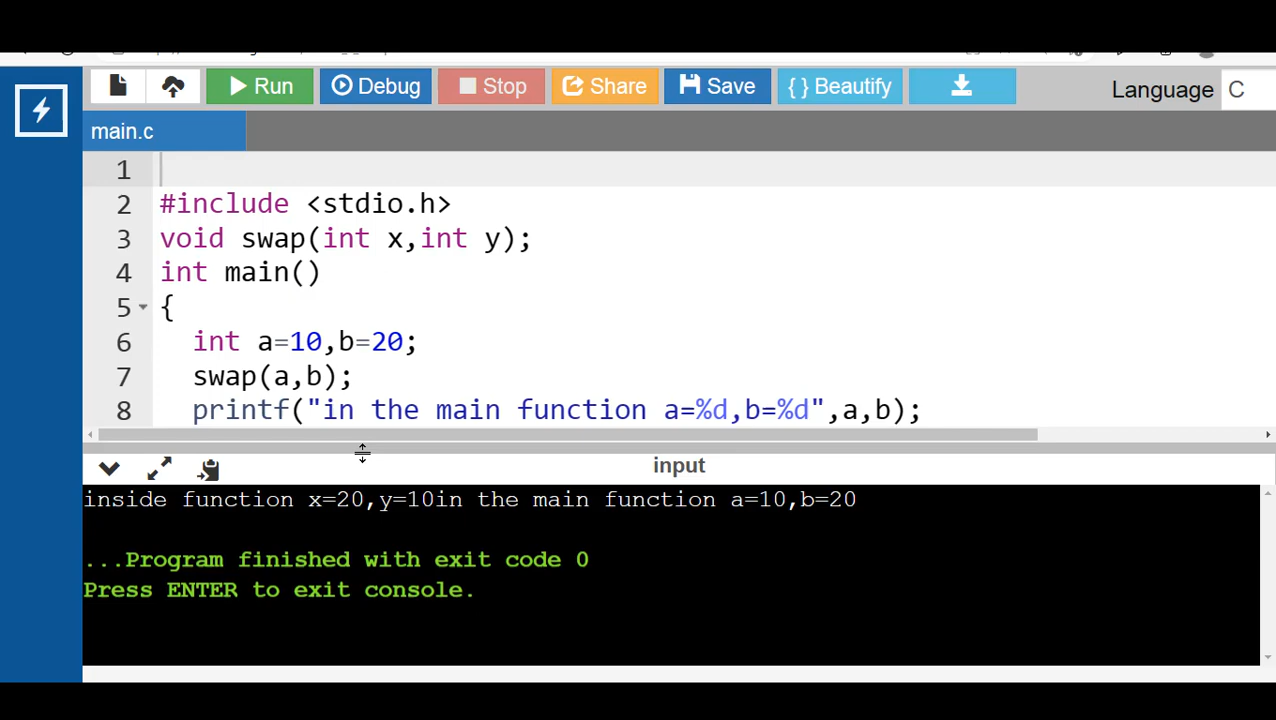 Run Debug Stop Share Save { } Beautify Language C
main.c
1
2 #include <stdio.h>
3 void swap(int x,int y);
4 int main()
5 {
6 int a=10,b=20;
7 swap(a,b);
8 printf("in the main function a=%d,b=%d",a,b);
input
inside function x=20,y=10in the main function a=10,b=20
...Program finished with exit code 0
Press ENTER to exit console.